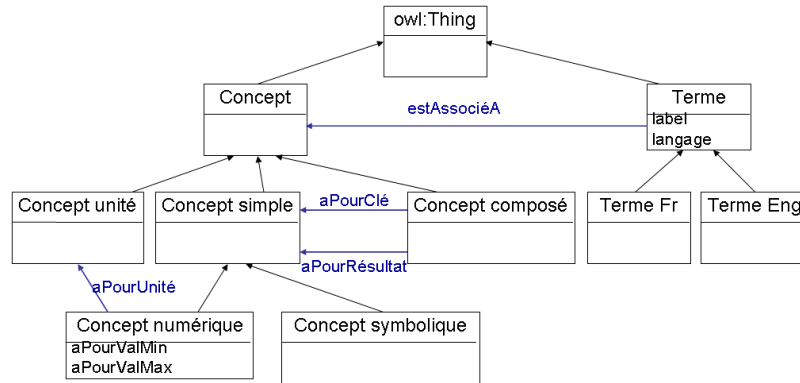 owl:Thing
Concept
estAssociéA
Terme
label
langage
Concept unité
Concept simple
aPourClé
Concept composé
Terme Fr
Terme Eng
aPourRésultat
aPourUnité
Concept numérique
Concept symbolique
aPourValMin
aPourValMax